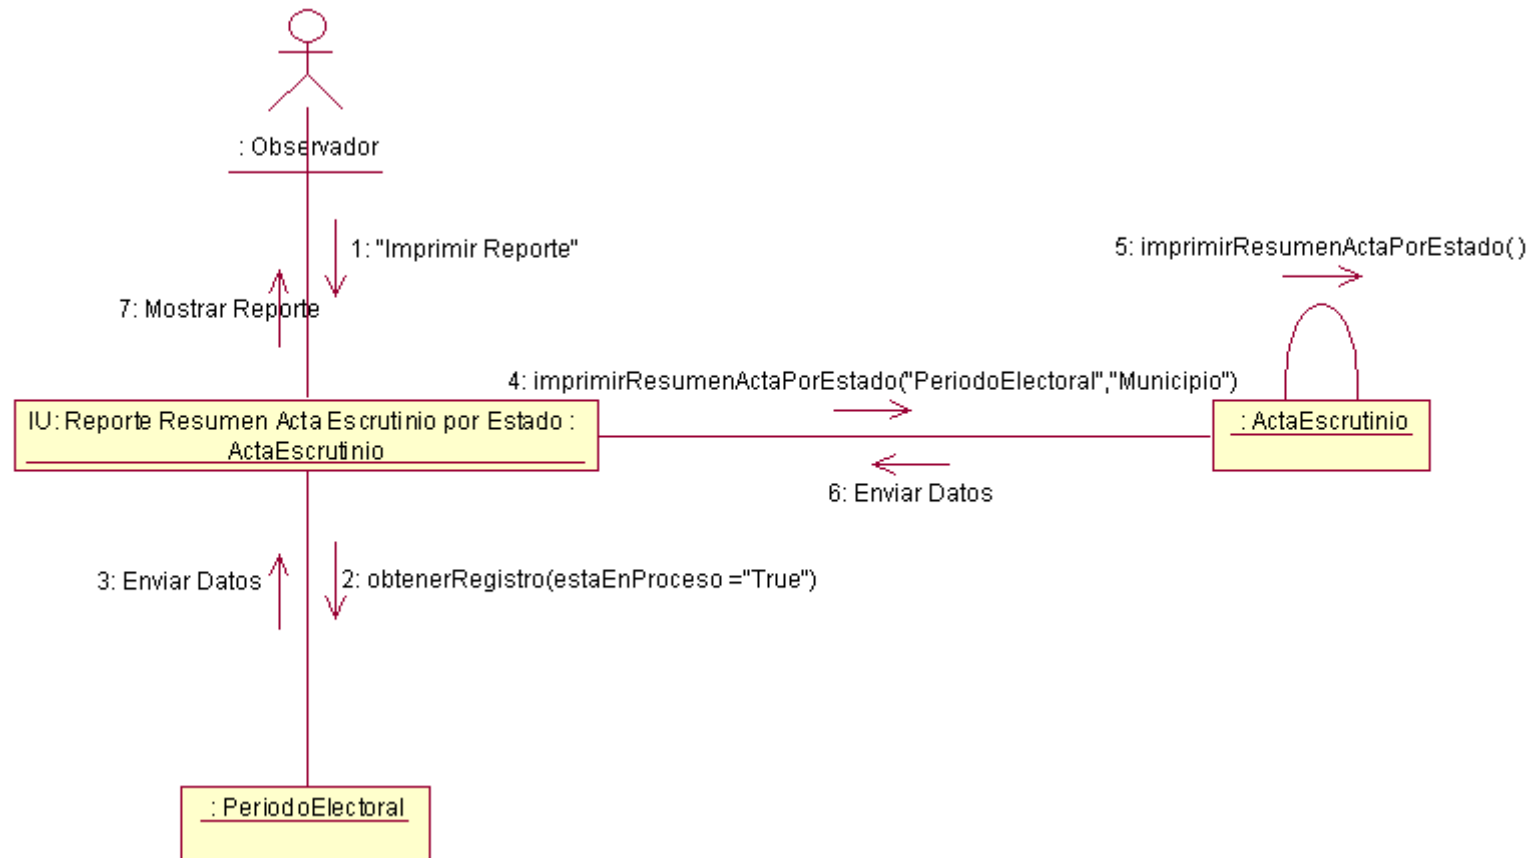 : Observador
1: "Imprimir Reporte"
5: imprimirResumenActaPorEstado( )
7: Mostrar Reporte
4: imprimirResumenActaPorEstado("PeriodoElectoral","Municipio")
IU: Reporte Resumen Acta Escrutinio por Estado :
ActaEscrutinio
: ActaEscrutinio
6: Enviar Datos
3: Enviar Datos
2: obtenerRegistro(estaEnProceso ="True")
: PeriodoElectoral